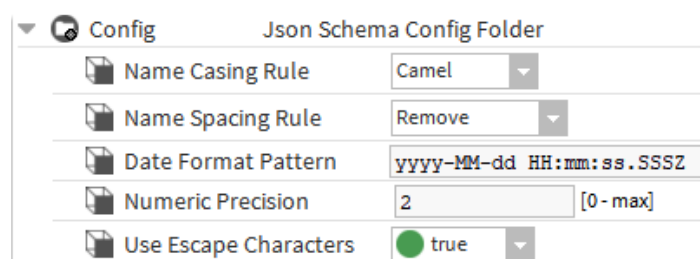 Config Json Schema Config Folder
Name Casing Rule Camel
Name Spacing Rule Remove
Date Format Pattern yyyy-MM-dd HH:mm:ss.SSSZ
Numeric Precision 2 [0 - max]
Use Escape Characters true